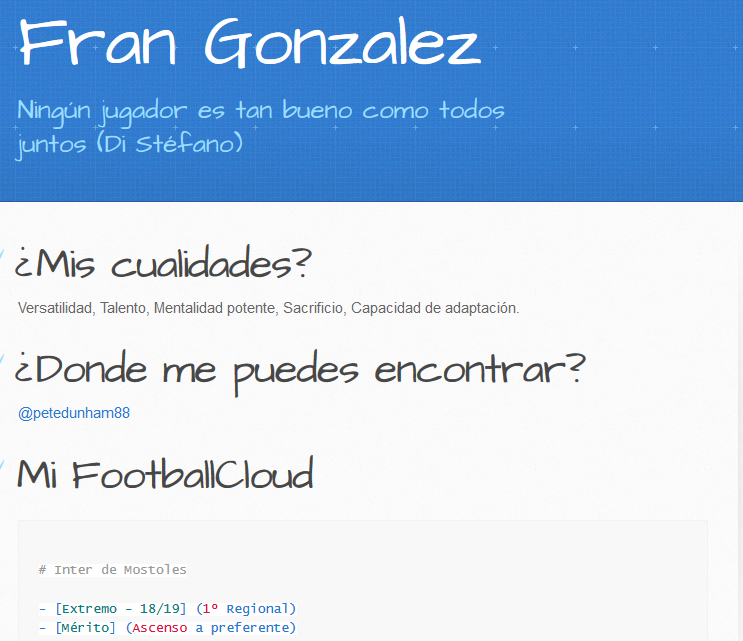 Fran Gonzalez
Ningún jugador es tan bueno como todos
juntos (Di Stéfano)
¿Mis cualidades?
Versatilidad, Talento, Mentalidad potente, Sacrificio, Capacidad de adaptación.
¿Donde me puedes encontrar?
@petedunham88
Mi FootballCloud
# Inter de Mostoles
- [Extremo - 18/19] (1º Regional)
- [Mérito] (Ascenso a preferente)